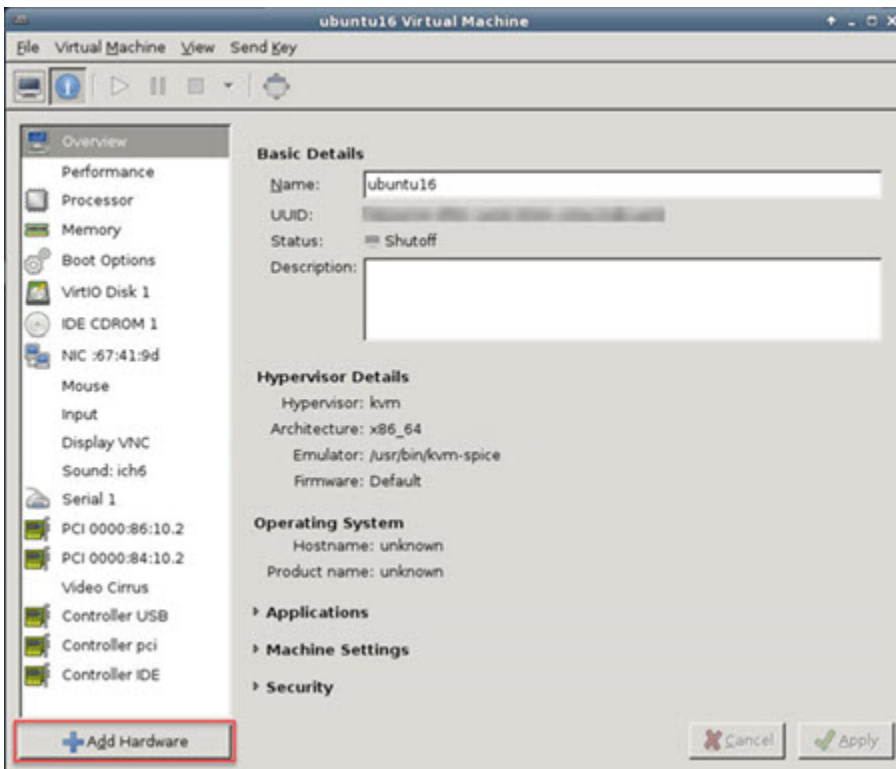 ubuntu16 Virtual Machine
File Virtual Machine View Send Key
Overview
Performance
Processor
Memory
Boot Options
VirtIO Disk 1
IDE CDROM 1
NIC :67:41:9d
Mouse
Input
Display VNC
Sound: ich6
Serial 1
PCI 0000:86:10.2
PCI 0000:84:10.2
Video Cirrus
Controller USB
Controller pci
Controller IDE
Add Hardware
Basic Details
Name: ubuntu16
UUID:
Status: Shutoff
Description:
Hypervisor Details
Hypervisor: kvm
Architecture: x86_64
Emulator: /usr/bin/kvm-spice
Firmware: Default
Operating System
Hostname: unknown
Product name: unknown
Applications
Machine Settings
Security
Cancel Apply